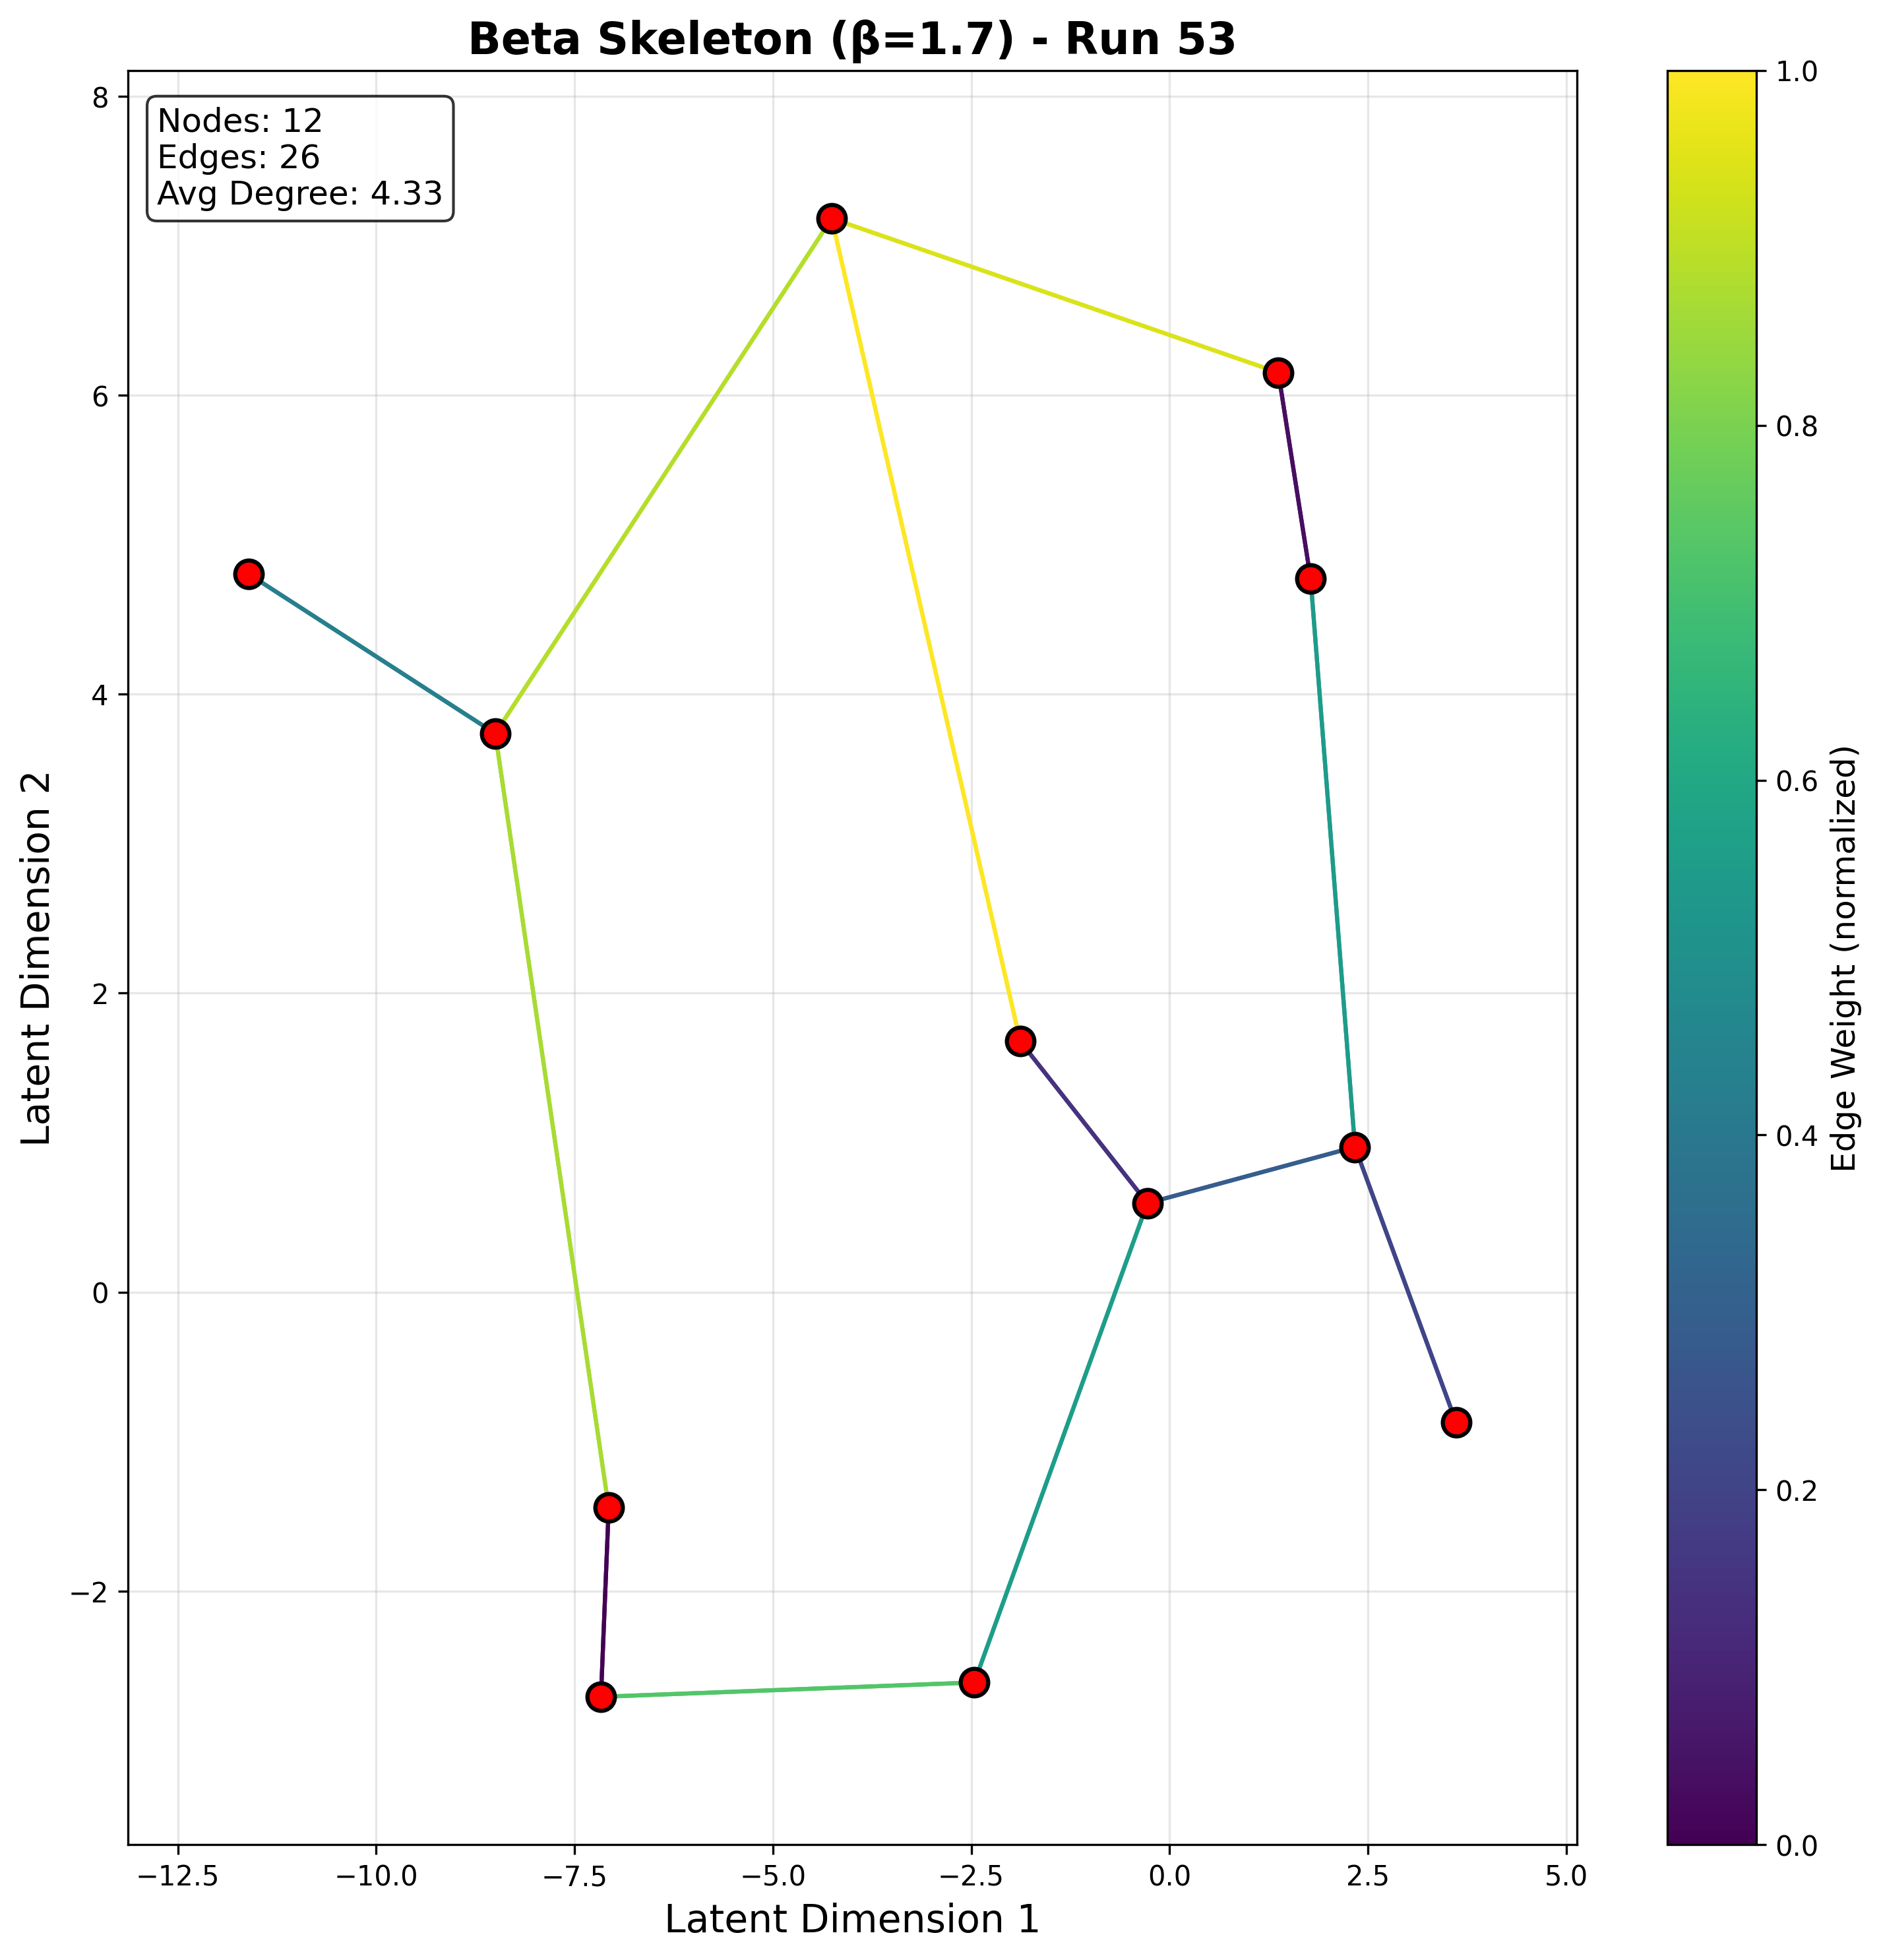 Beta Skeleton (β=1.7) - Run 53
Nodes: 12
Edges: 26
Avg Degree: 4.33
Latent Dimension 2
8
6
4
2
0
−2
−12.5
−10.0
−7.5
−5.0
−2.5
0.0
2.5
5.0
Latent Dimension 1
1.0
0.8
0.6
0.4
0.2
0.0
Edge Weight (normalized)